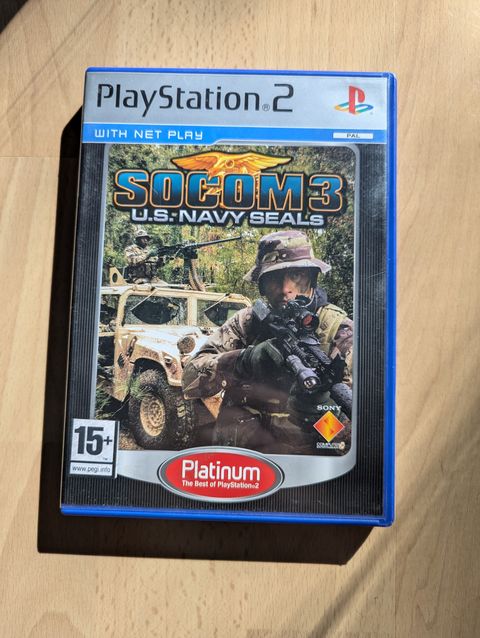 PlayStation®2
WITH NET PLAY
PAL
SOCOM 3
U.S. NAVY SEALs
SONY
COMPUTER
15+
www.pegi.info
Platinum
The Best of PlayStation®2